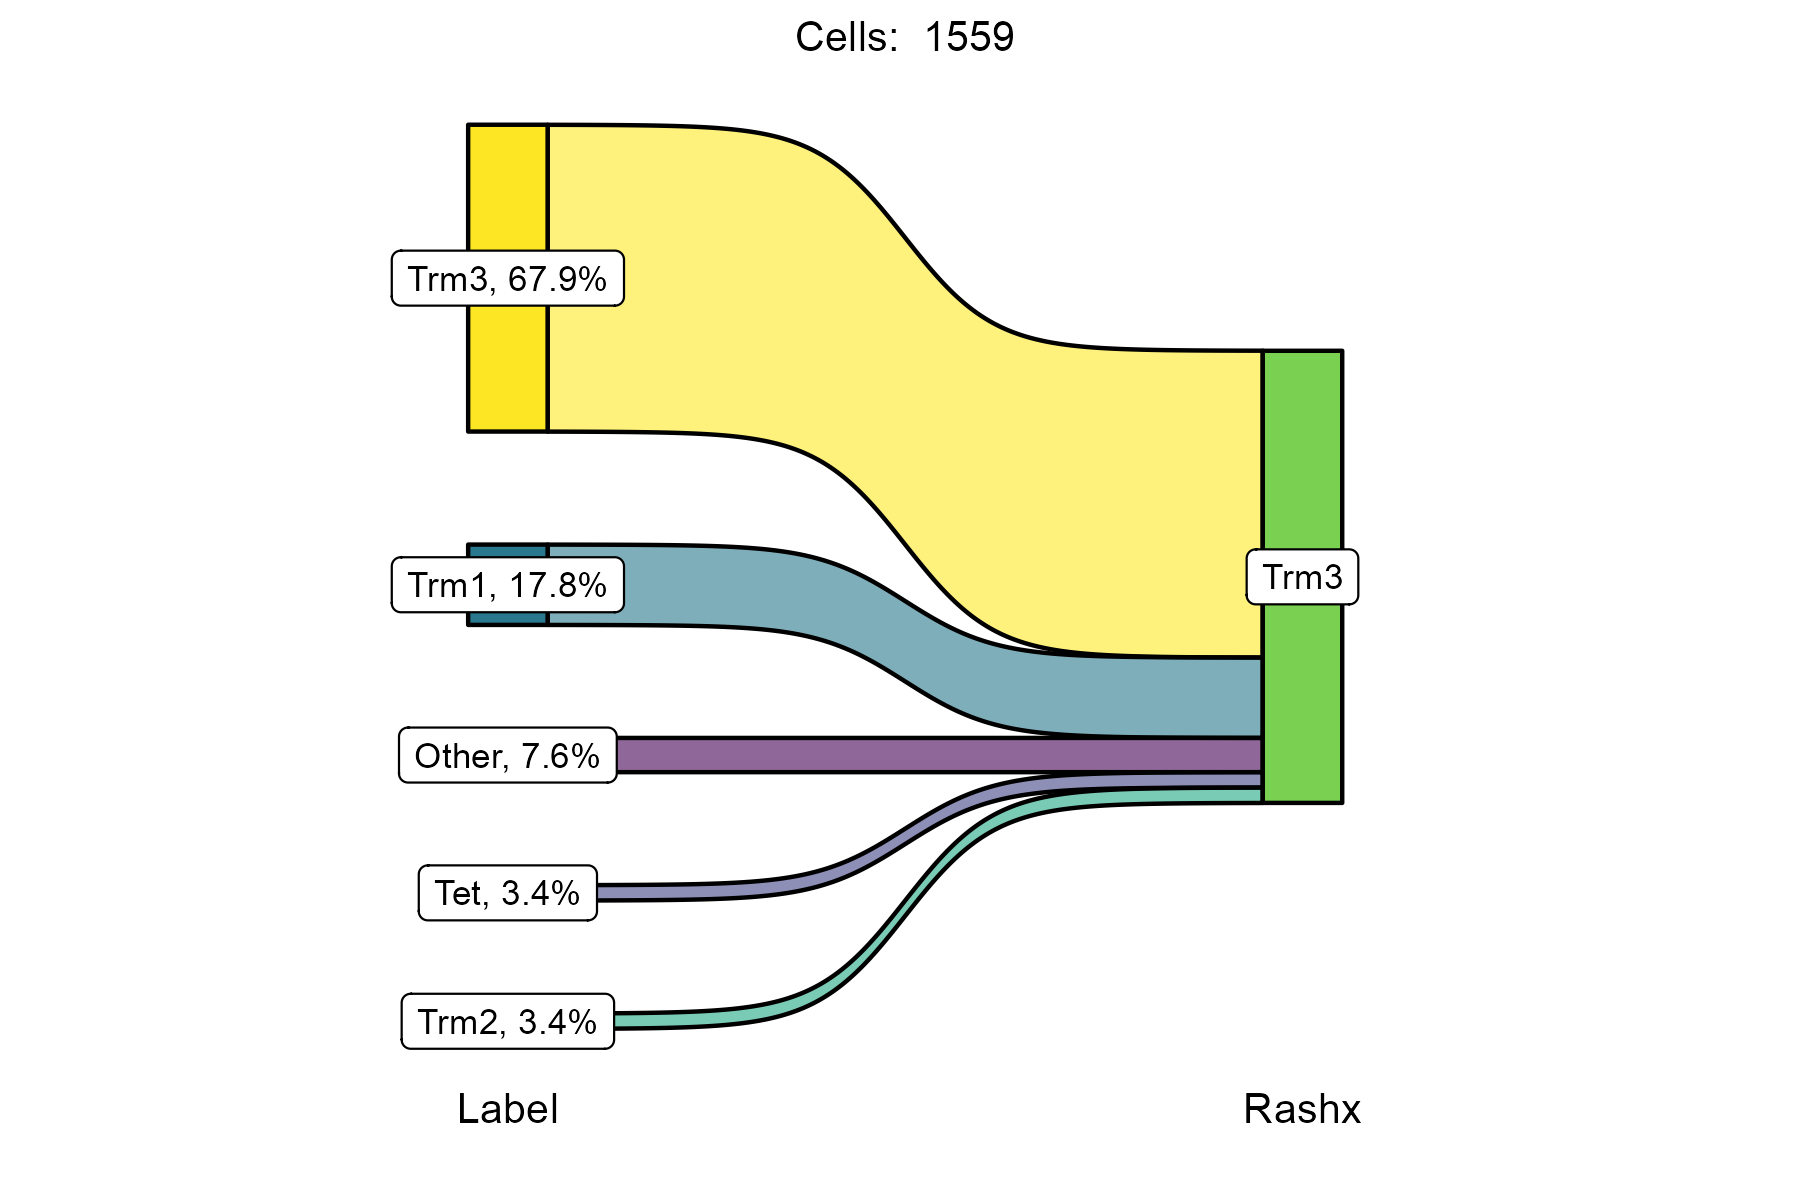 Cells:  1559
Trm3, 67.9%
Trm1, 17.8%
Trm3
Other, 7.6%
Tet, 3.4%
Trm2, 3.4%
Label
Rashx